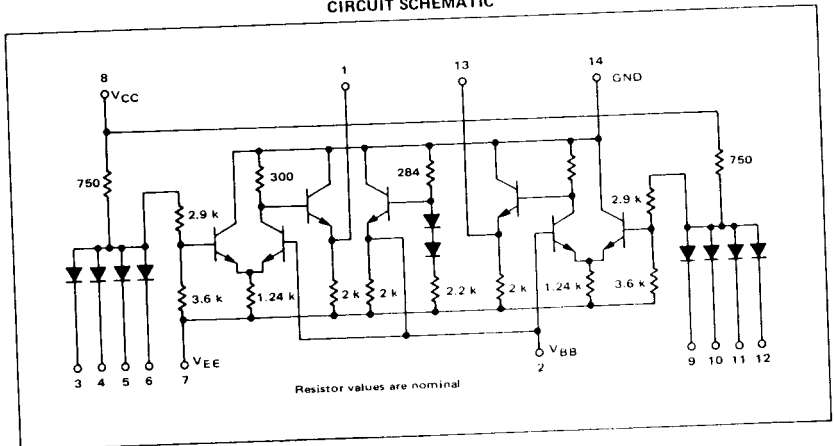 CIRCUIT SCHEMATIC
8
VCC
1
13
14
GND
750
300
284
750
2.9 k
2.9 k
3.6 k
1.24 k
2 k
2 k
2.2 k
2 k
1.24 k
3.6 k
VEE
7
VBB
2
3 4 5 6
9 10 11 12
Resistor values are nominal